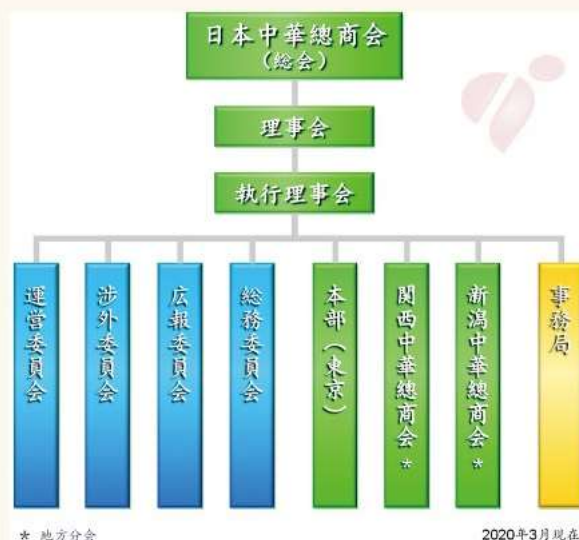 日本中華總商会
(総会)
理事会
執行理事会
運営委員会
渉外委員会
広報委員会
総務委員会
本部(東京)
関西中華總商会*
新潟中華總商会*
事務局
* 地方分会
2020年3月現在